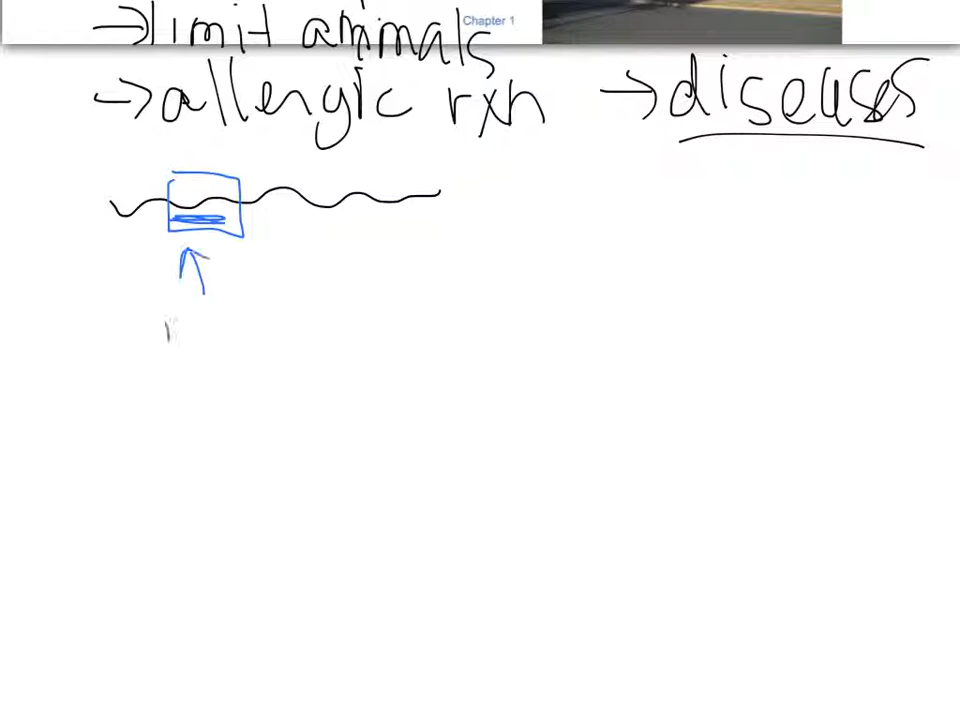 Chapter 1
→limit animals
→allergic rxn →diseases